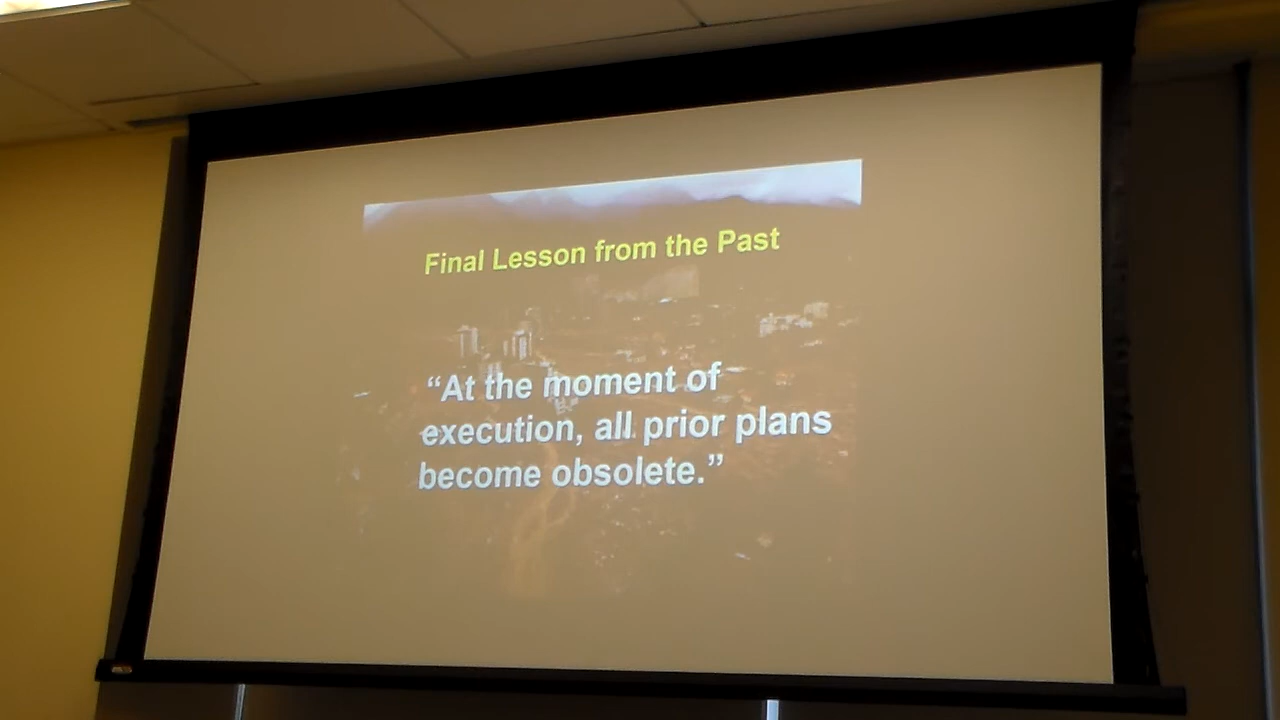 Final Lesson from the Past
“At the moment of
execution, all prior plans
become obsolete.”